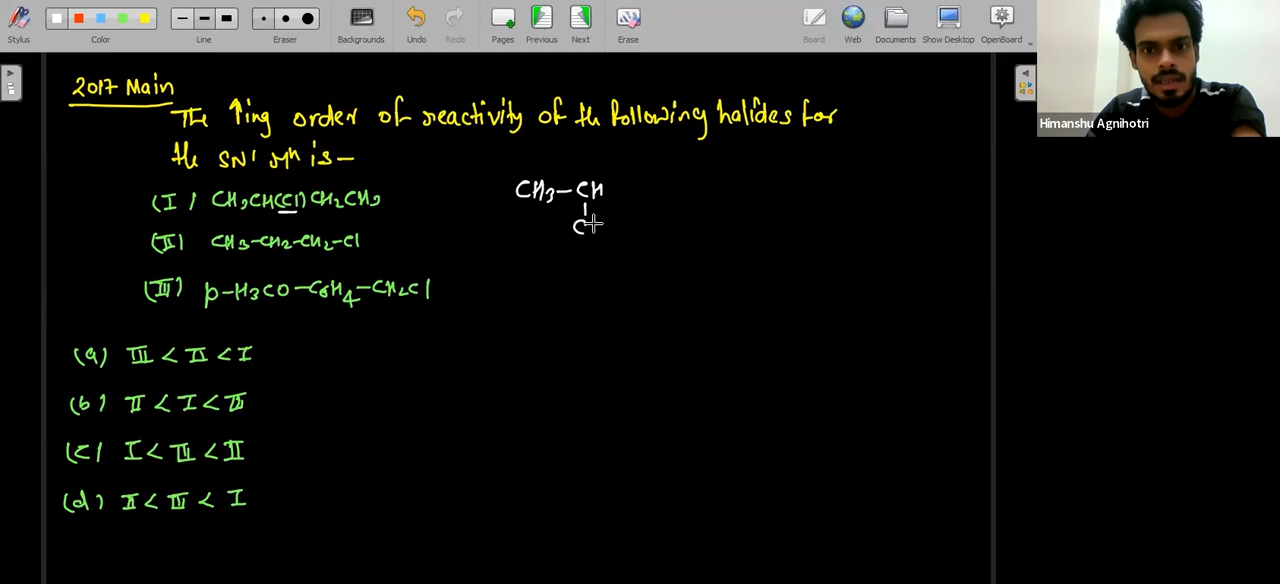 Stylus Color Line Eraser Backgrounds Undo Redo Pages Previous Next Erase Board Web Documents Show Desktop OpenBoard
Himanshu Agnihotri
2017 Main
The ↑ing order of reactivity of the following halides for
the SN' rxn is—
(I) CH3CH(Cl) CH2CH3
(II) CH3-CH2-CH2-Cl
(III) p-H3CO-C6H4-CH2Cl
CH3-CH
|
C
(a) III < II < I
(b) II < I < III
(c) I < III < II
(d) II < III < I